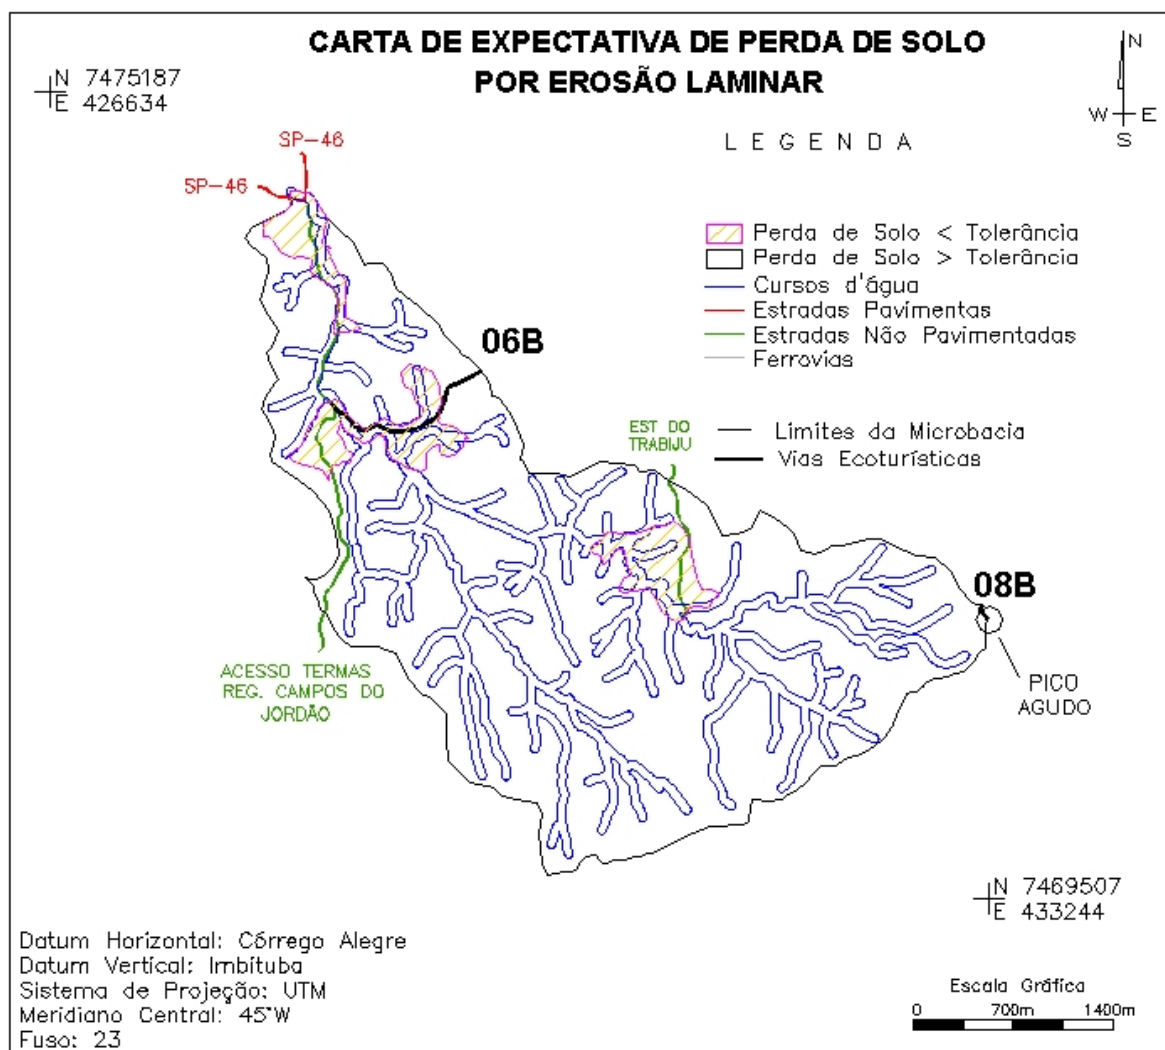 CARTA DE EXPECTATIVA DE PERDA DE SOLO
POR EROSÃO LAMINAR
N 7475187
E 426634
N
W E
S
L E G E N D A
SP-46
SP-46
Perda de Solo < Tolerância
Perda de Solo > Tolerância
Cursos d'água
Estradas Pavimentas
Estradas Não Pavimentadas
Ferrovias
Limites da Microbacia
Vias Ecoturísticas
06B
EST DO
TRABIJU
08B
PICO
AGUDO
ACESSO TERMAS
REG. CAMPOS DO
JORDÃO
N 7469507
E 433244
Datum Horizontal: Córrego Alegre
Datum Vertical: Imbituba
Sistema de Projeção: UTM
Meridiano Central: 45°W
Fuso: 23
Escala Gráfica
0 700m 1400m